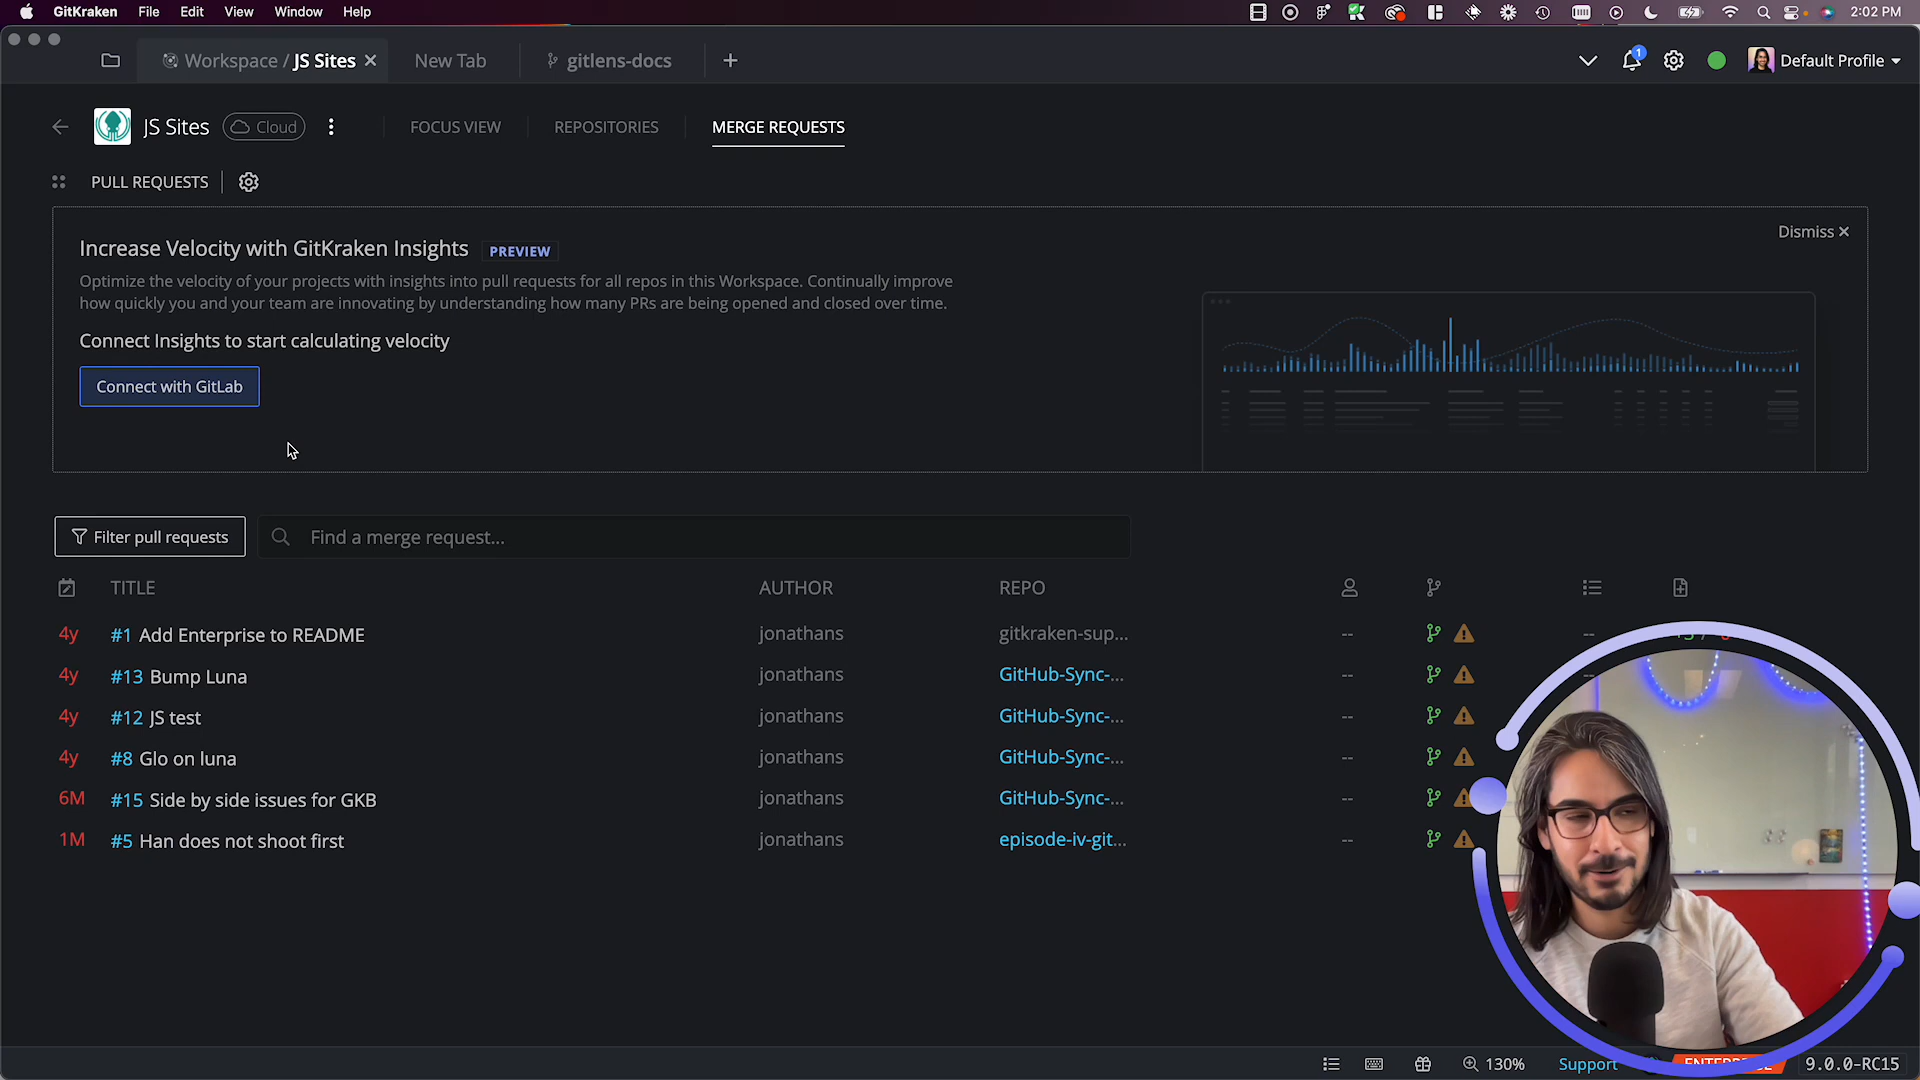 GitKraken File Edit View Window Help 2:02 PM
Workspace / JS Sites New Tab gitlens-docs 1 Default Profile
JS Sites Cloud FOCUS VIEW REPOSITORIES MERGE REQUESTS
PULL REQUESTS
Increase Velocity with GitKraken Insights PREVIEW Dismiss
Optimize the velocity of your projects with insights into pull requests for all repos in this Workspace. Continually improve
how quickly you and your team are innovating by understanding how many PRs are being opened and closed over time.
Connect Insights to start calculating velocity
Connect with GitLab
Filter pull requests Find a merge request...
TITLE AUTHOR REPO
4y #1 Add Enterprise to README jonathans gitkraken-sup... -- --
4y #13 Bump Luna jonathans GitHub-Sync-... -- --
4y #12 JS test jonathans GitHub-Sync-... --
4y #8 Glo on luna jonathans GitHub-Sync-... --
6M #15 Side by side issues for GKB jonathans GitHub-Sync-... --
1M #5 Han does not shoot first jonathans episode-iv-git... --
130% Support ENTERPRISE 9.0.0-RC15